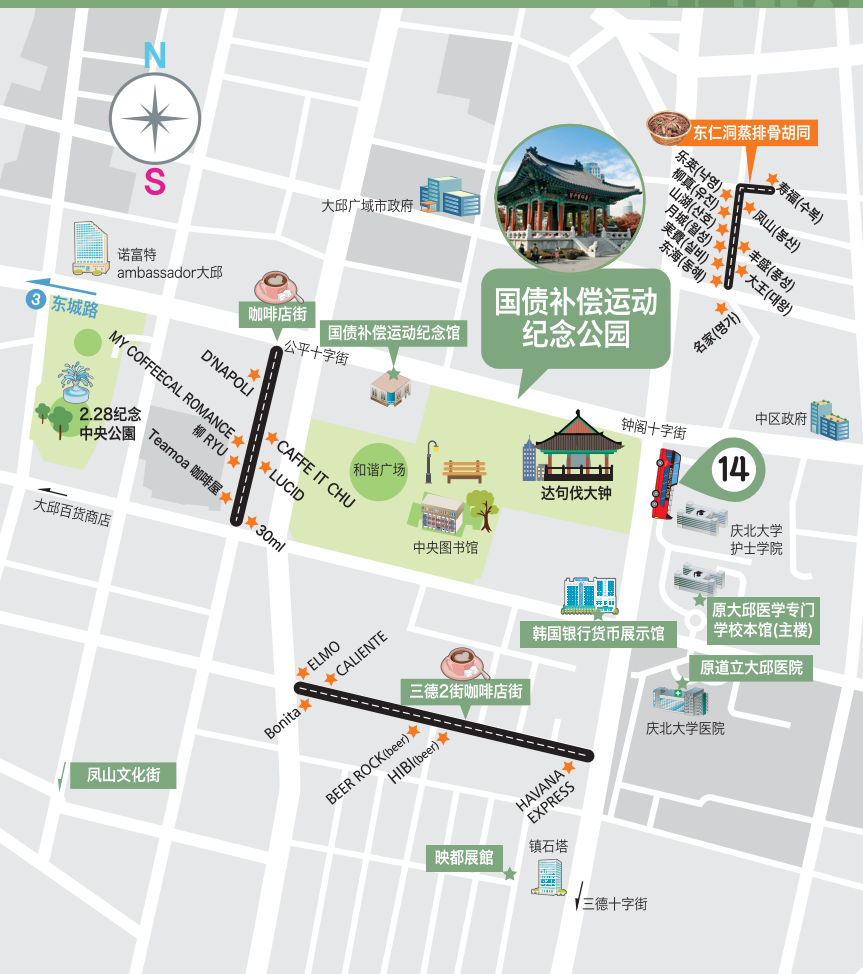 N
S
东仁洞蒸排骨胡同
乐英(낙영)
柳真(유진)
山湖(산호)
月城(월성)
实費(실비)
东海(동해)
寿福(수복)
凤山(봉산)
丰盛(풍성)
大王(대왕)
名家(명가)
大邱广域市政府
诺富特
ambassador大邱
3 东城路
咖啡店街
国债补偿运动纪念馆
国债补偿运动
纪念公园
公平十字街
MY COFFEECAL ROMANCE
D'NAPOLI
柳 RYU
Teamoa 咖啡屋
CAFFE IT CHU
LUCID
30ml
2.28纪念
中央公園
大邱百货商店
和谐广场
中央图书馆
达句伐大钟
钟阁十字街
中区政府
14
庆北大学
护士学院
原大邱医学专门
学校本馆(主楼)
韩国银行货币展示馆
原道立大邱医院
庆北大学医院
ELMO
CALIENTE
三德2街咖啡店街
Bonita
BEER ROCK(beer)
HIBI(beer)
HAVANA
EXPRESS
凤山文化街
映都展館
镇石塔
三德十字街